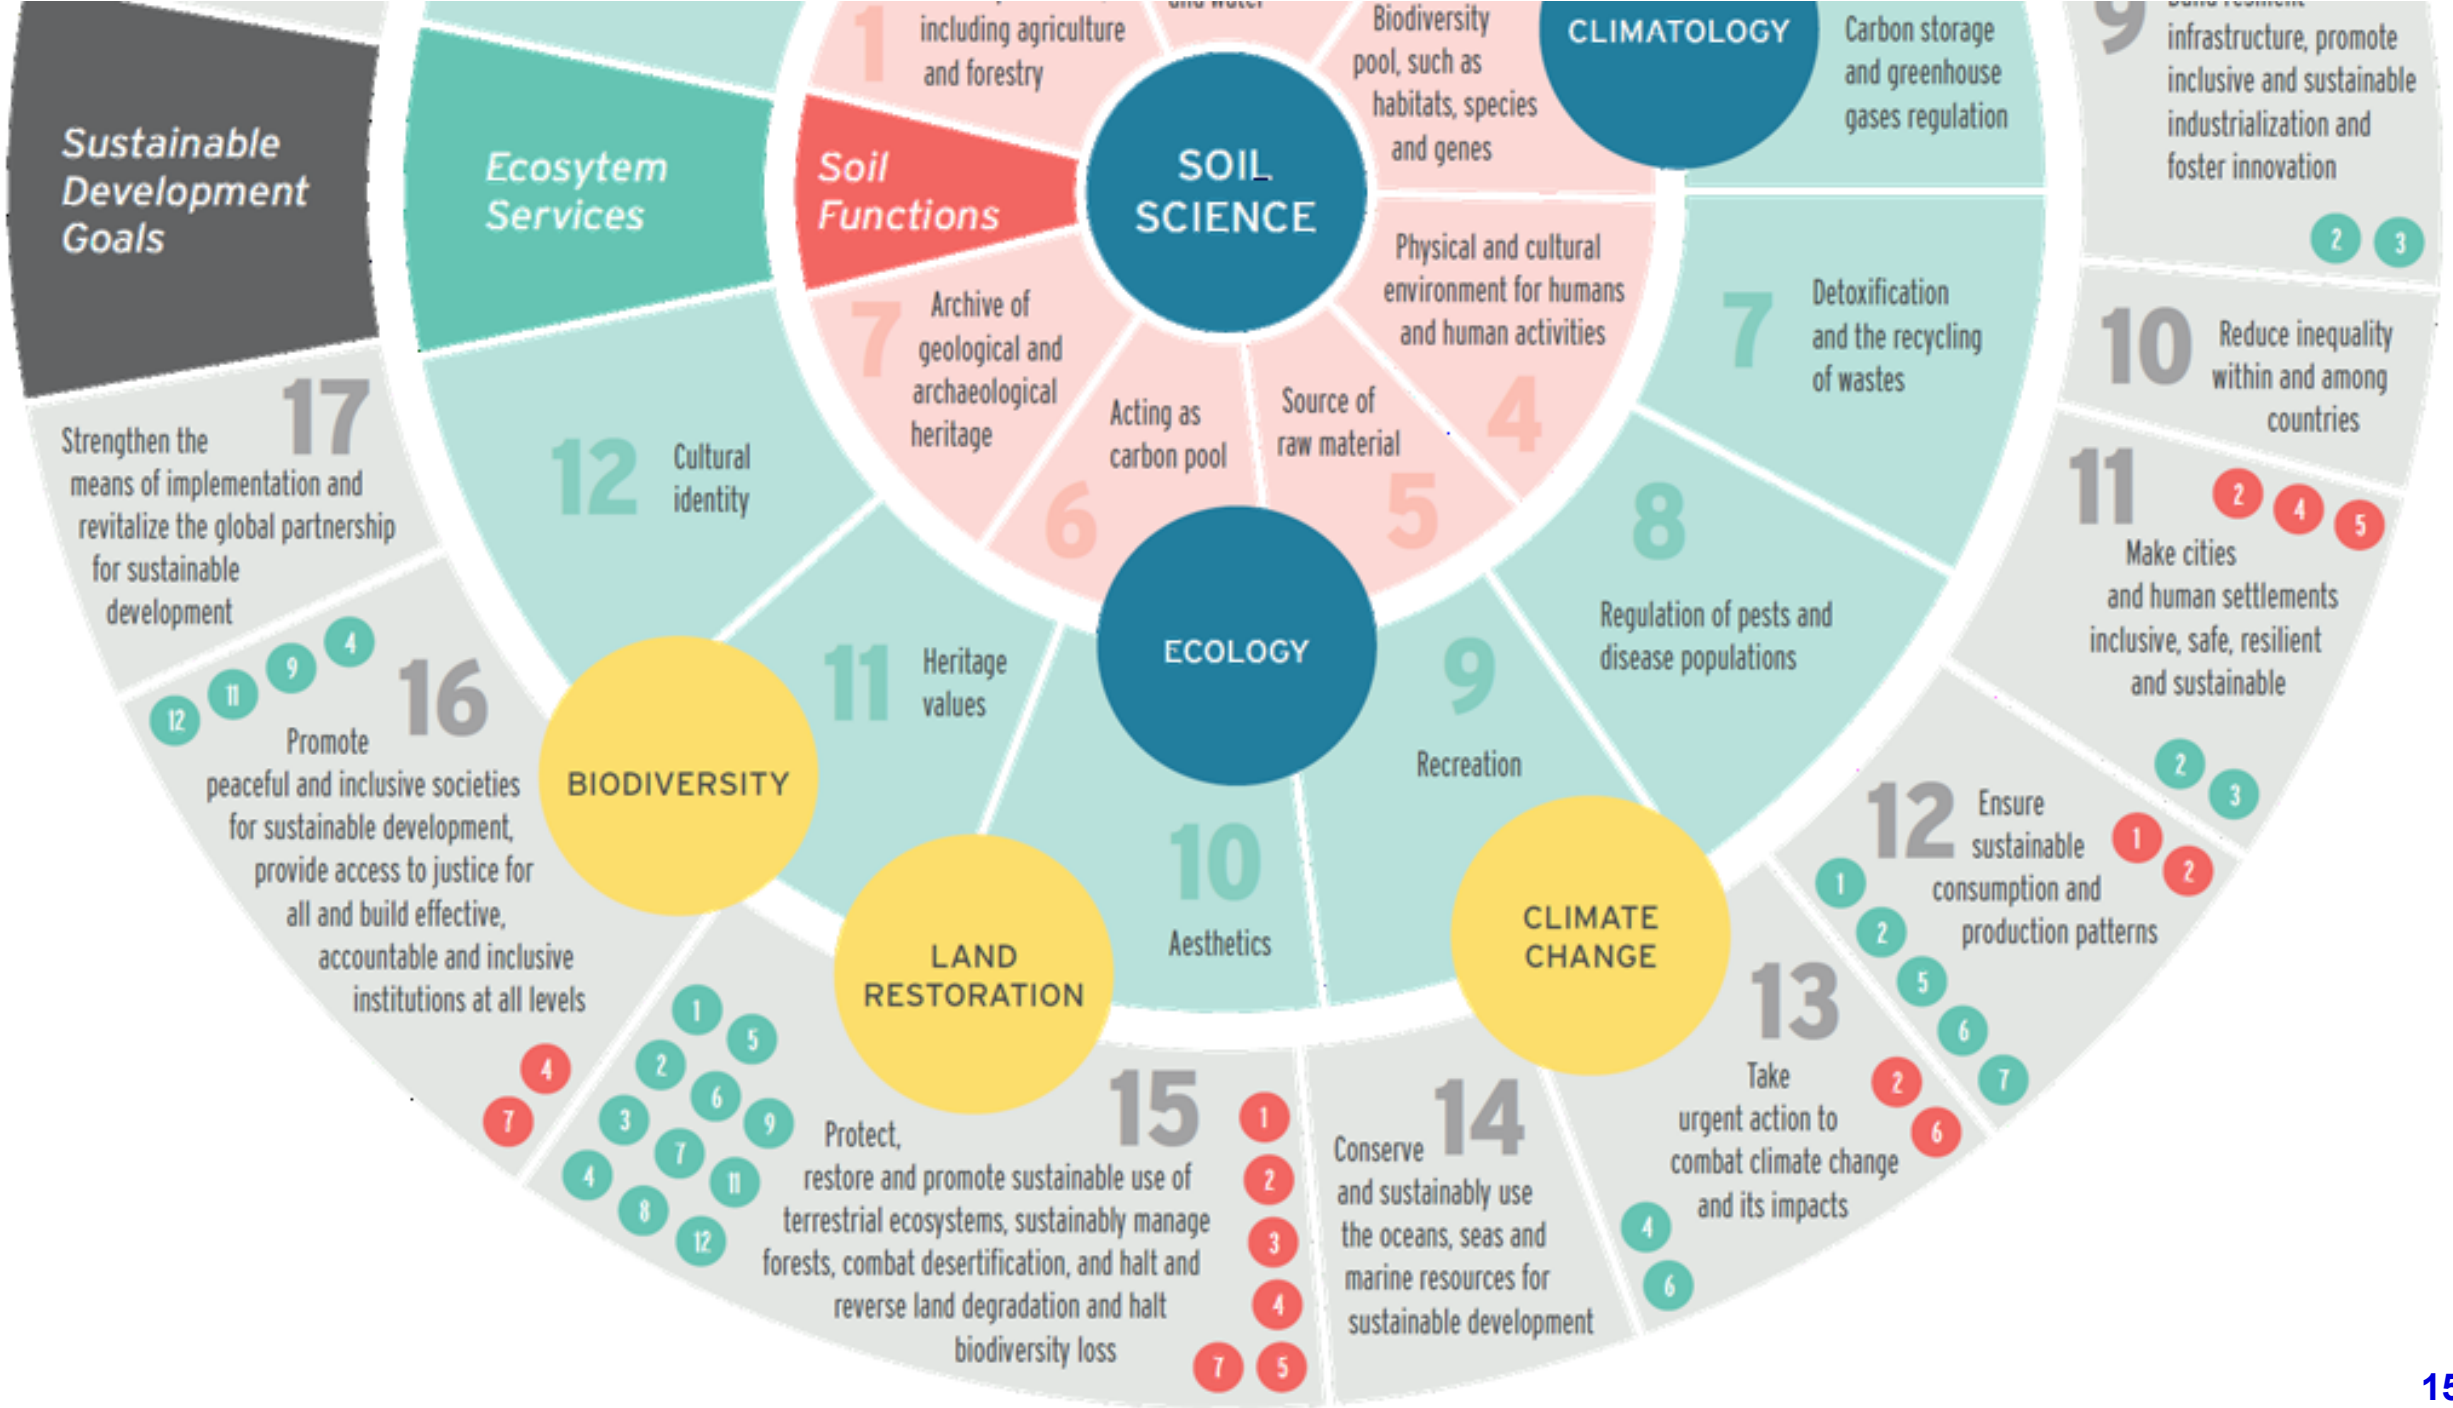 Sustainable
Development
Goals
Ecosytem
Services
Soil
Functions
SOIL
SCIENCE
CLIMATOLOGY
ECOLOGY
BIODIVERSITY
LAND
RESTORATION
CLIMATE
CHANGE
1
including agriculture
and forestry
and water
Biodiversity
pool, such as
habitats, species
and genes
Physical and cultural
environment for humans
and human activities
4
Source of
raw material
5
Acting as
carbon pool
6
7
Archive of
geological and
archaeological
heritage
Carbon storage
and greenhouse
gases regulation
7
Detoxification
and the recycling
of wastes
8
Regulation of pests and
disease populations
9
Recreation
10
Aesthetics
11
Heritage
values
12
Cultural
identity
9
infrastructure, promote
inclusive and sustainable
industrialization and
foster innovation
2
3
10
Reduce inequality
within and among
countries
11
2
4
5
Make cities
and human settlements
inclusive, safe, resilient
and sustainable
2
3
12
Ensure
sustainable
consumption and
production patterns
1
2
1
2
5
6
7
13
Take
urgent action to
combat climate change
and its impacts
2
6
4
6
14
Conserve
and sustainably use
the oceans, seas and
marine resources for
sustainable development
15
Protect,
restore and promote sustainable use of
terrestrial ecosystems, sustainably manage
forests, combat desertification, and halt and
reverse land degradation and halt
biodiversity loss
1
2
3
4
5
7
1
5
2
6
9
3
7
11
4
8
12
16
Promote
peaceful and inclusive societies
for sustainable development,
provide access to justice for
all and build effective,
accountable and inclusive
institutions at all levels
4
9
11
12
4
7
17
Strengthen the
means of implementation and
revitalize the global partnership
for sustainable
development
15